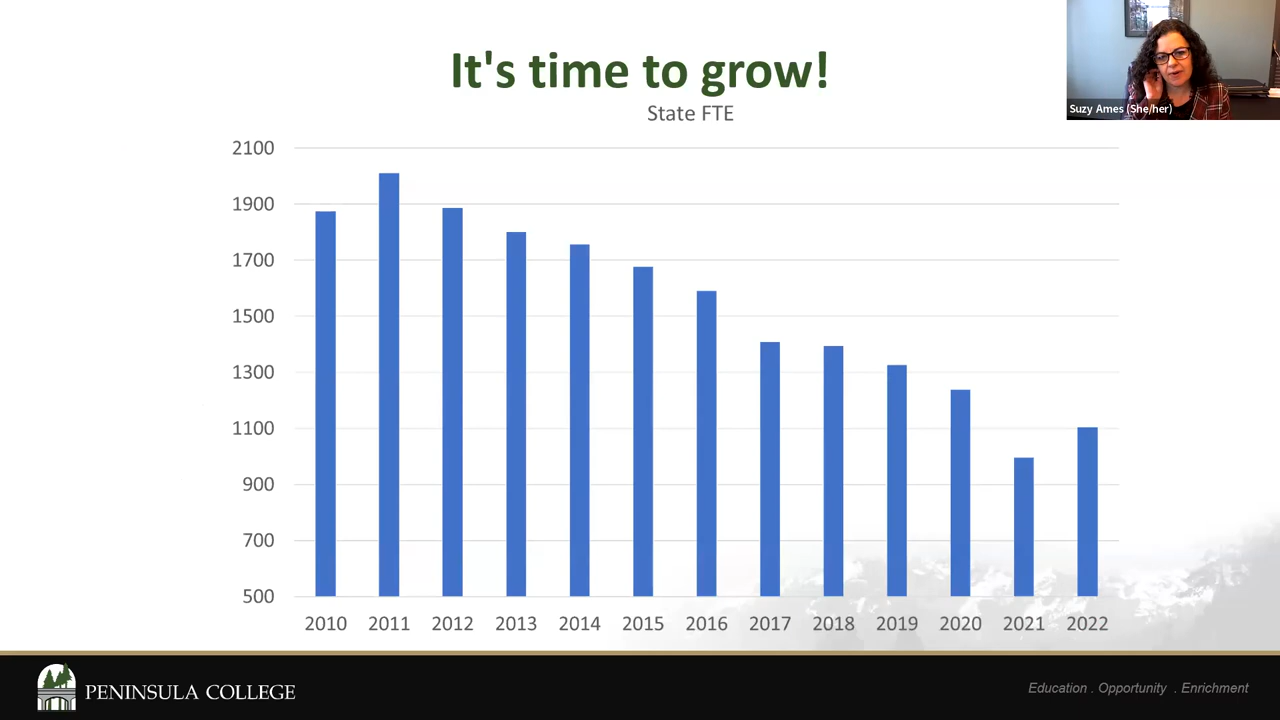 It's time to grow!
State FTE
Suzy Ames (She/her)
2100
1900
1700
1500
1300
1100
900
700
500
2010 2011 2012 2013 2014 2015 2016 2017 2018 2019 2020 2021 2022
PENINSULA COLLEGE
Education . Opportunity . Enrichment